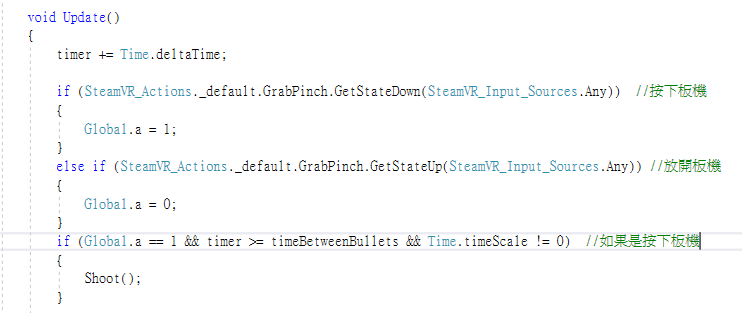 void Update()
{
timer += Time.deltaTime;
if (SteamVR_Actions._default.GrabPinch.GetStateDown(SteamVR_Input_Sources.Any)) //按下板機
{
Global.a = 1;
}
else if (SteamVR_Actions._default.GrabPinch.GetStateUp(SteamVR_Input_Sources.Any)) //放開板機
{
Global.a = 0;
}
if (Global.a == 1 && timer >= timeBetweenBullets && Time.timeScale != 0) //如果是按下板機
{
Shoot();
}